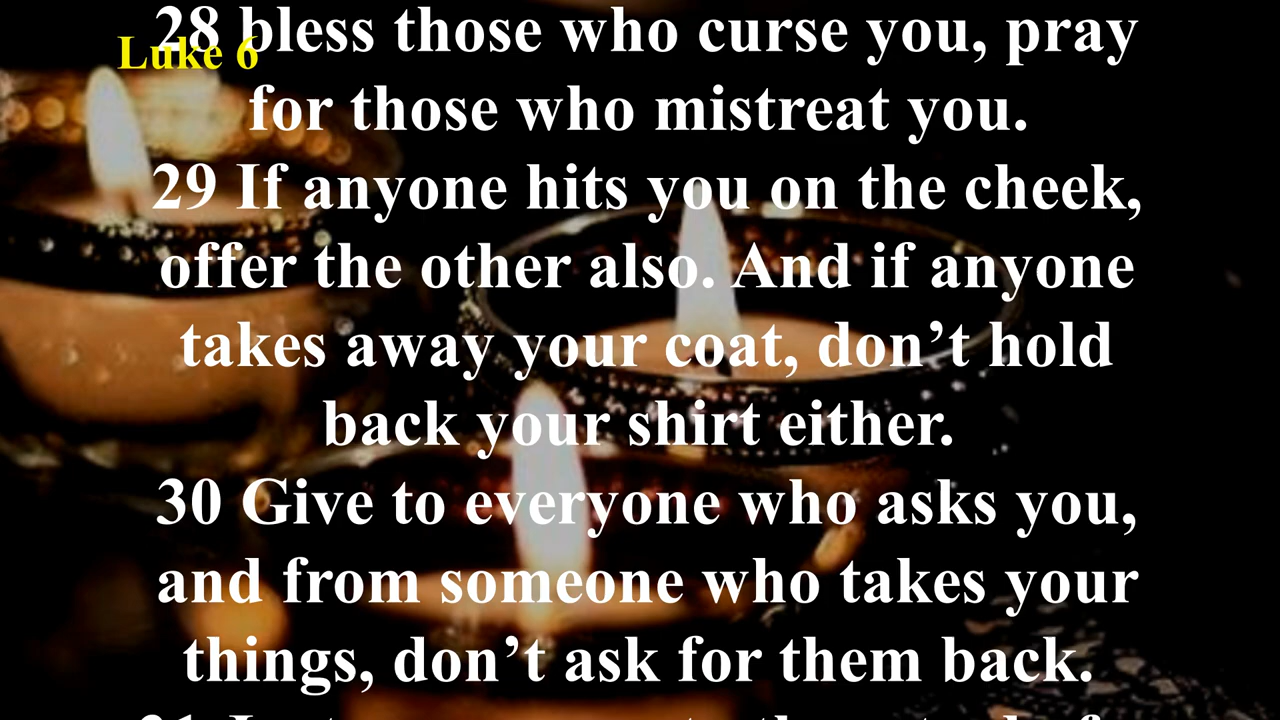 Luke 6
28 bless those who curse you, pray
for those who mistreat you.
29 If anyone hits you on the cheek,
offer the other also. And if anyone
takes away your coat, don’t hold
back your shirt either.
30 Give to everyone who asks you,
and from someone who takes your
things, don’t ask for them back.